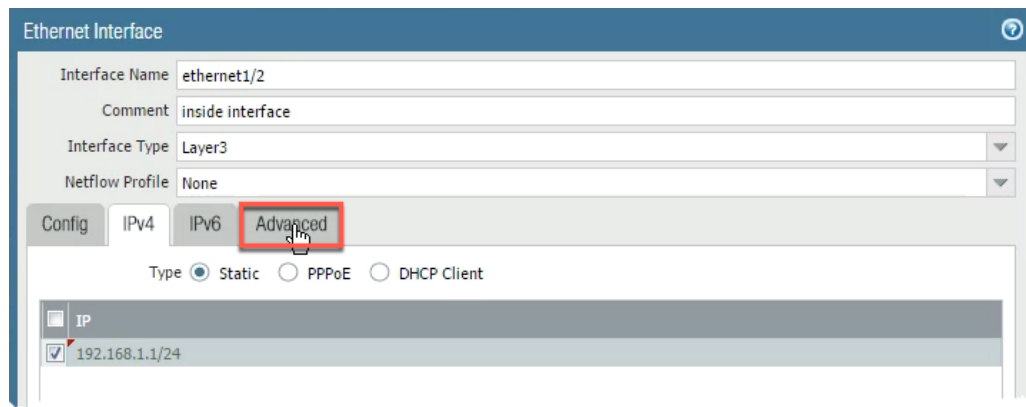 Ethernet Interface
Interface Name ethernet1/2
Comment inside interface
Interface Type Layer3
Netflow Profile None
Config IPv4 IPv6 Advanced
Type Static PPPoE DHCP Client
IP
192.168.1.1/24